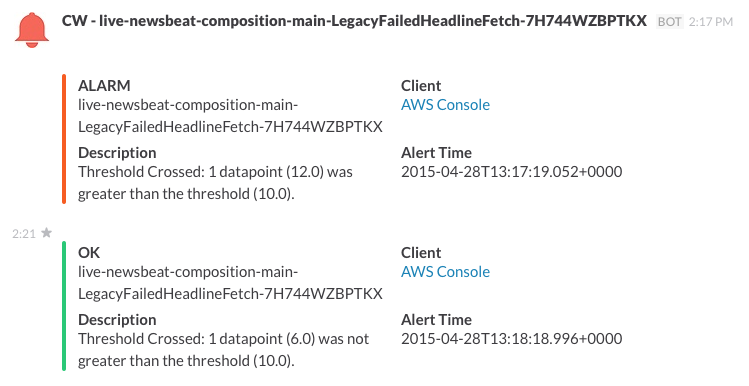 CW - live-newsbeat-composition-main-LegacyFailedHeadlineFetch-7H744WZBPTKX BOT 2:17 PM
ALARM
live-newsbeat-composition-main-
LegacyFailedHeadlineFetch-7H744WZBPTKX
Client
AWS Console
Description
Threshold Crossed: 1 datapoint (12.0) was
greater than the threshold (10.0).
Alert Time
2015-04-28T13:17:19.052+0000
2:21
OK
live-newsbeat-composition-main-
LegacyFailedHeadlineFetch-7H744WZBPTKX
Client
AWS Console
Description
Threshold Crossed: 1 datapoint (6.0) was not
greater than the threshold (10.0).
Alert Time
2015-04-28T13:18:18.996+0000